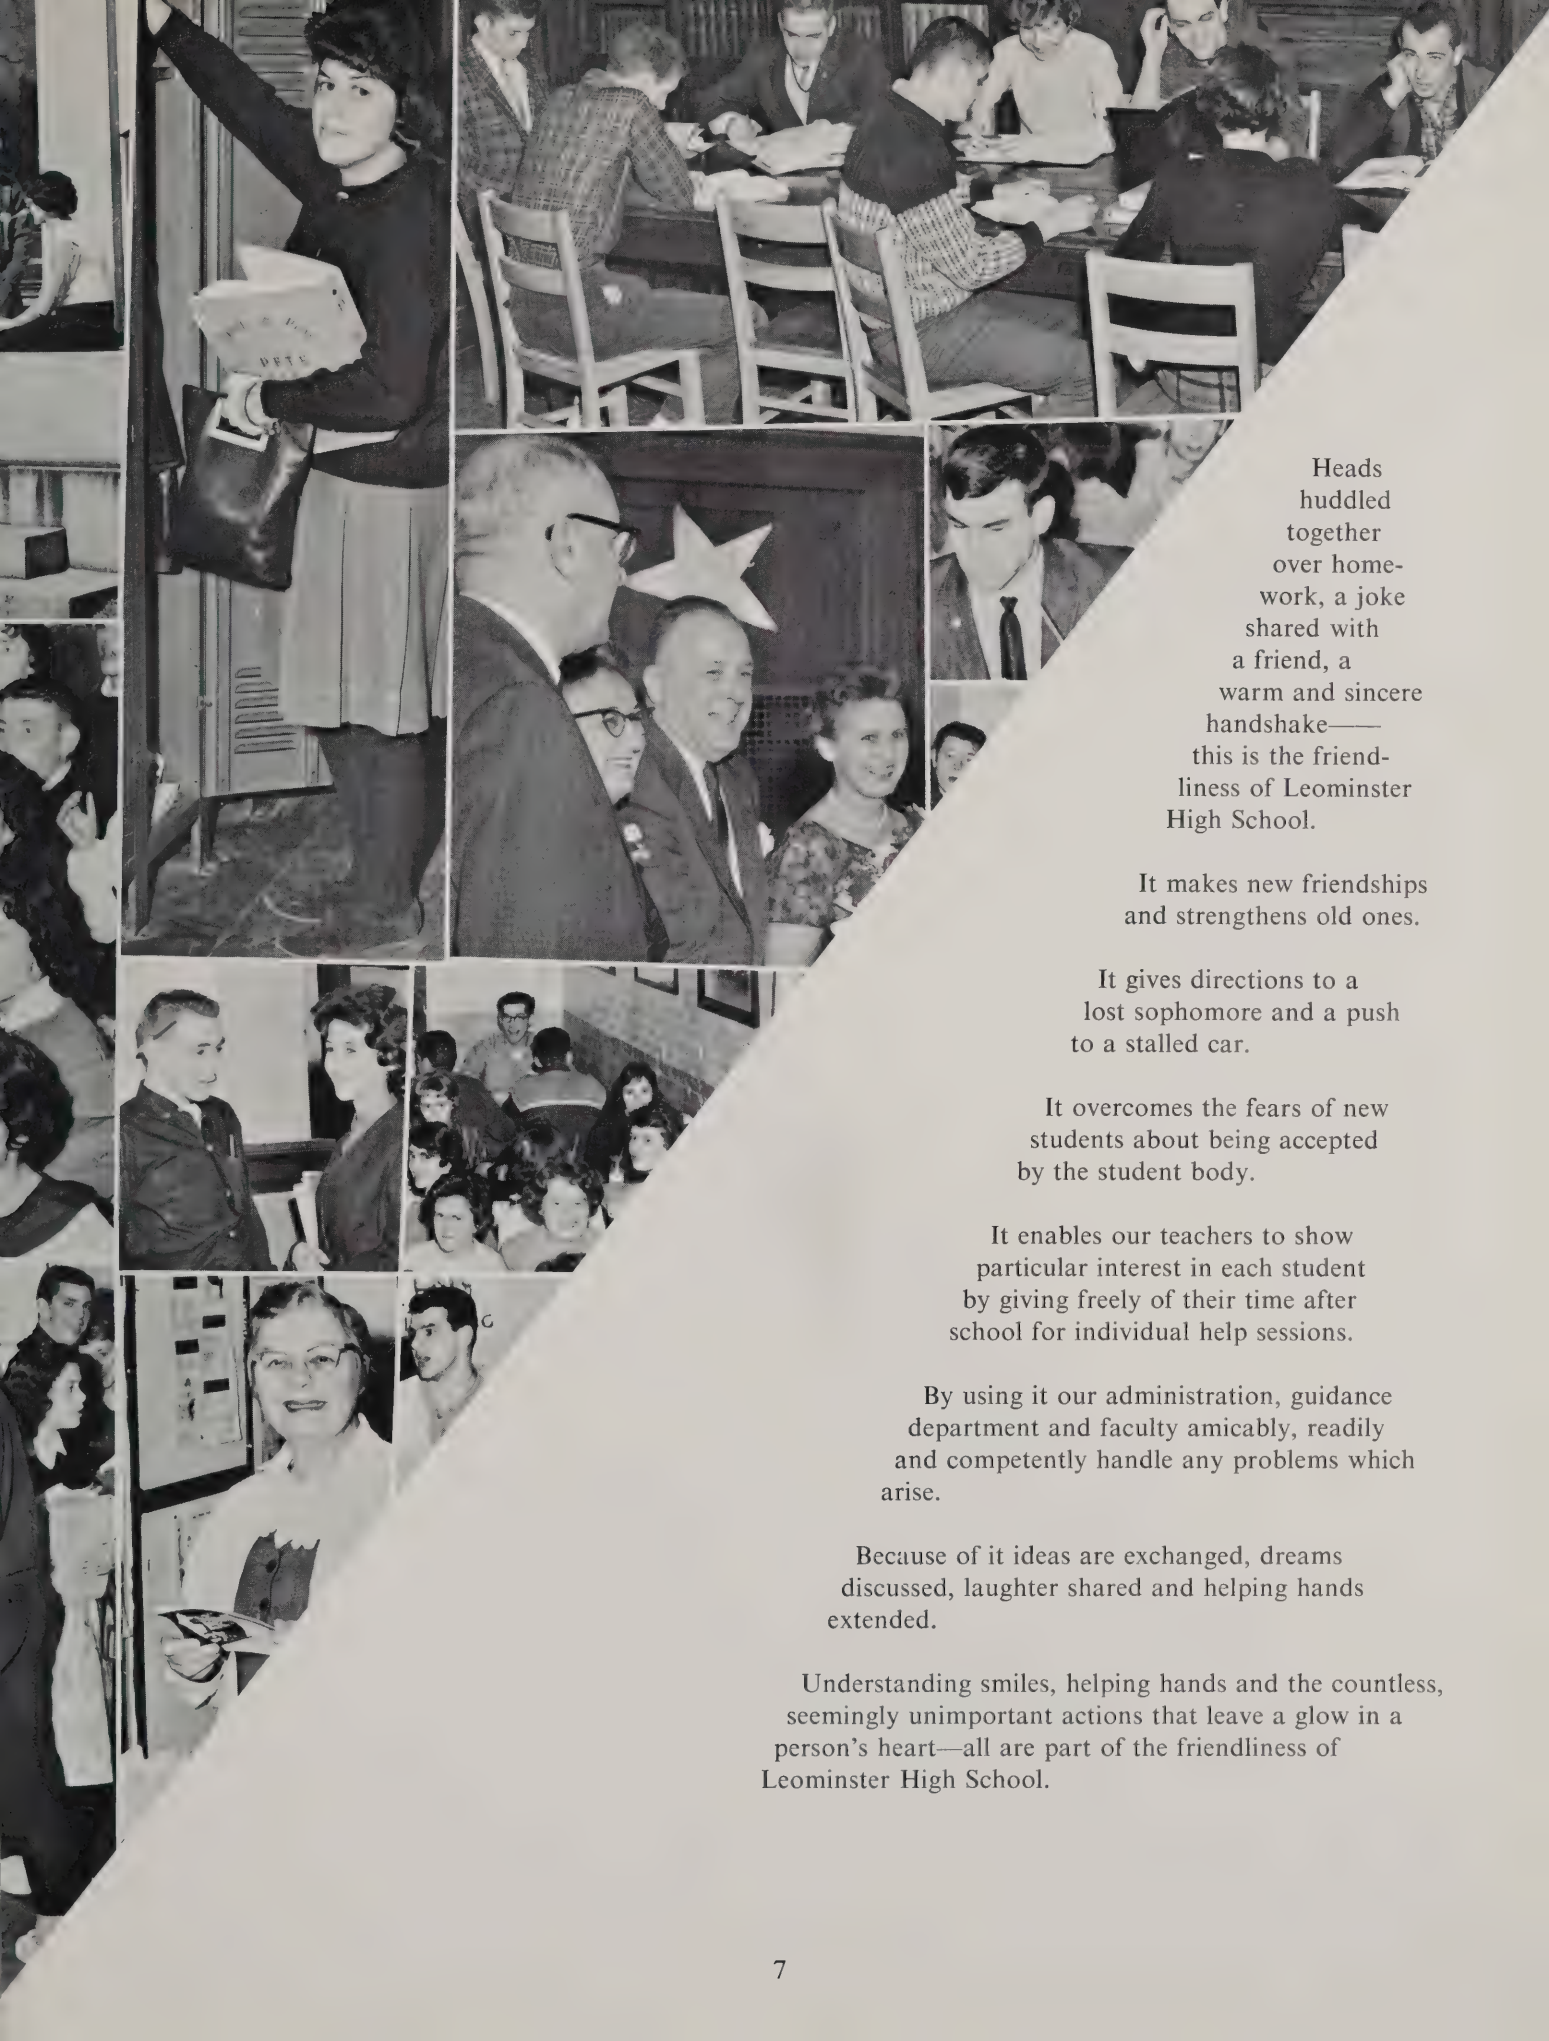 PETE
Heads
huddled
together
over home-
work, a joke
shared with
a friend, a
warm and sincere
handshake——
this is the friend-
liness of Leominster
High School.
It makes new friendships
and strengthens old ones.
It gives directions to a
lost sophomore and a push
to a stalled car.
It overcomes the fears of new
students about being accepted
by the student body.
It enables our teachers to show
particular interest in each student
by giving freely of their time after
school for individual help sessions.
By using it our administration, guidance
department and faculty amicably, readily
and competently handle any problems which
arise.
Because of it ideas are exchanged, dreams
discussed, laughter shared and helping hands
extended.
Understanding smiles, helping hands and the countless,
seemingly unimportant actions that leave a glow in a
person's heart—all are part of the friendliness of
Leominster High School.
7